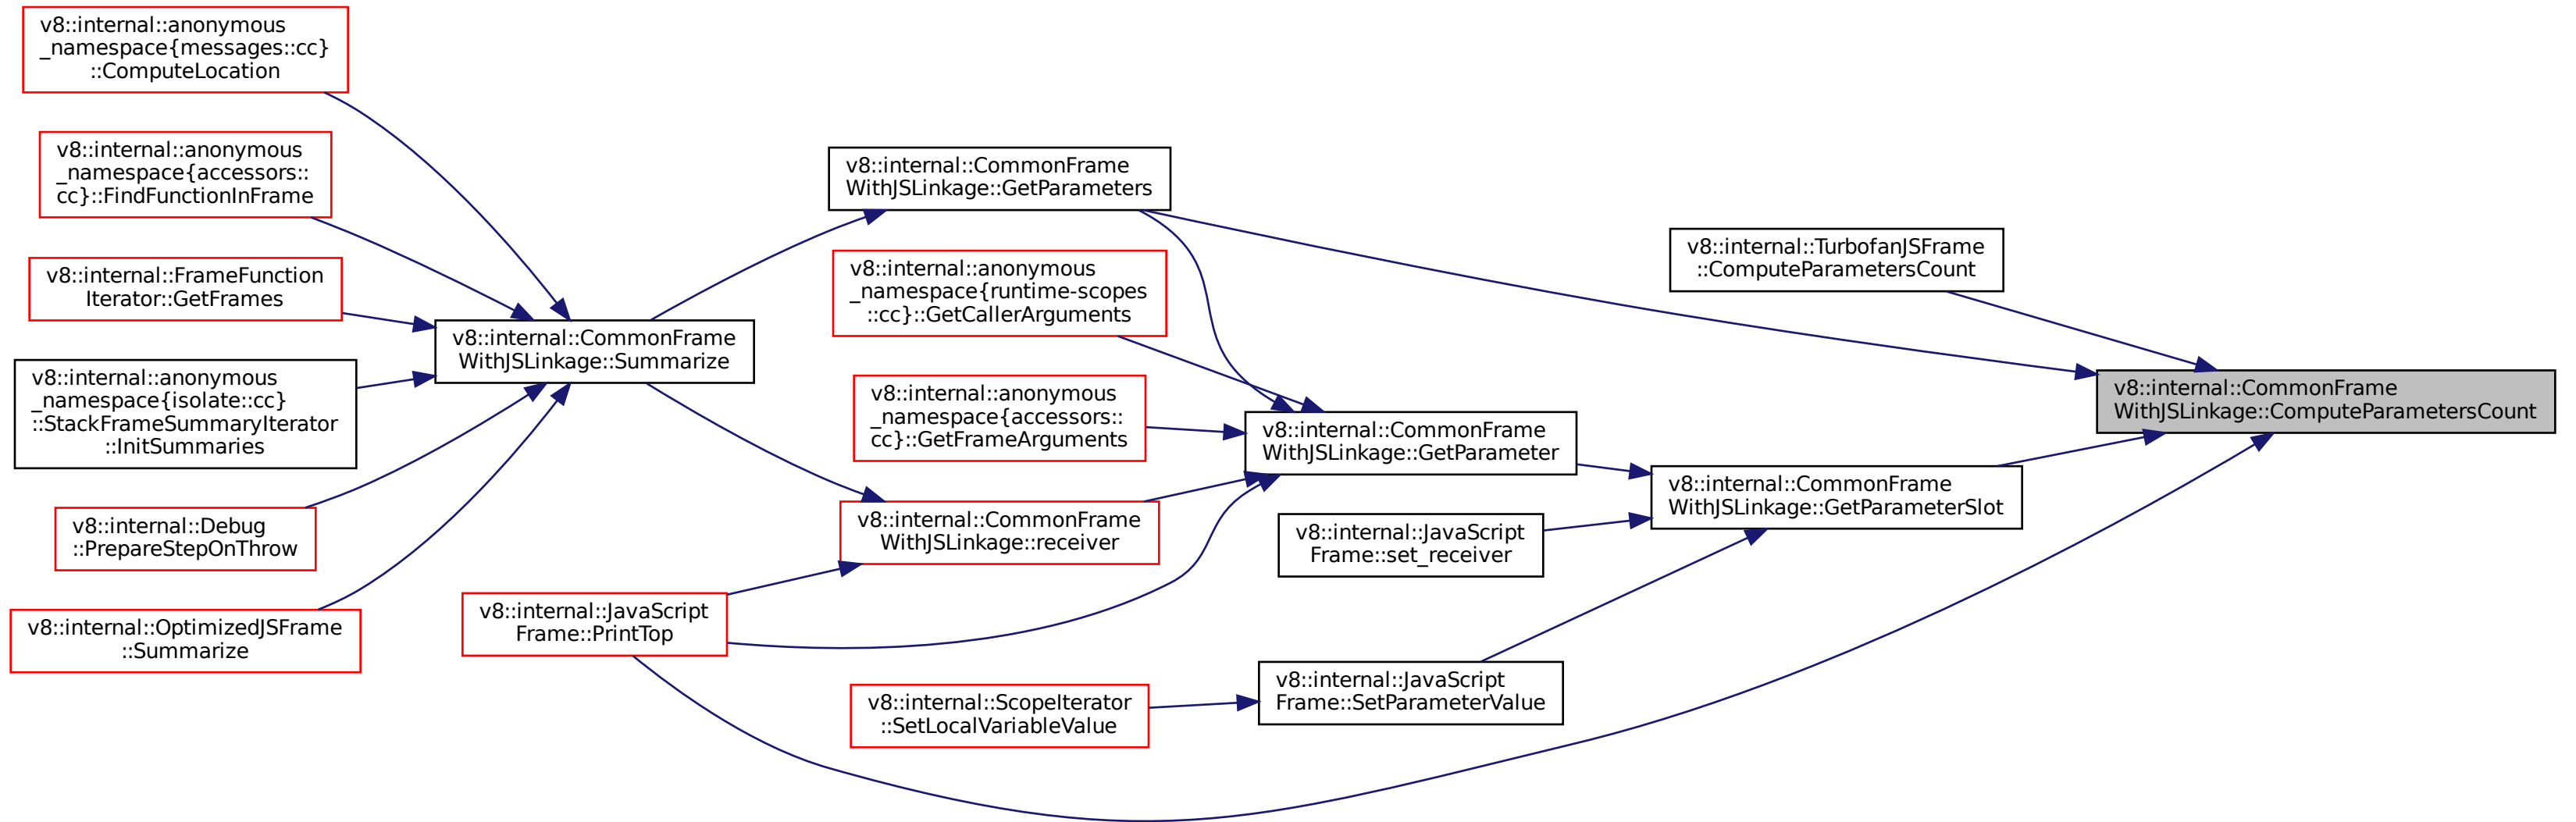 v8::internal::anonymous
_namespace{messages::cc}
::ComputeLocation
v8::internal::anonymous
_namespace{accessors::
cc}::FindFunctionInFrame
v8::internal::FrameFunction
Iterator::GetFrames
v8::internal::anonymous
_namespace{isolate::cc}
::StackFrameSummaryIterator
::InitSummaries
v8::internal::Debug
::PrepareStepOnThrow
v8::internal::OptimizedJSFrame
::Summarize
v8::internal::CommonFrame
WithJSLinkage::Summarize
v8::internal::JavaScript
Frame::PrintTop
v8::internal::CommonFrame
WithJSLinkage::GetParameters
v8::internal::anonymous
_namespace{runtime-scopes
::cc}::GetCallerArguments
v8::internal::anonymous
_namespace{accessors::
cc}::GetFrameArguments
v8::internal::CommonFrame
WithJSLinkage::receiver
v8::internal::ScopeIterator
::SetLocalVariableValue
v8::internal::CommonFrame
WithJSLinkage::GetParameter
v8::internal::JavaScript
Frame::set_receiver
v8::internal::JavaScript
Frame::SetParameterValue
v8::internal::TurbofanJSFrame
::ComputeParametersCount
v8::internal::CommonFrame
WithJSLinkage::GetParameterSlot
v8::internal::CommonFrame
WithJSLinkage::ComputeParametersCount